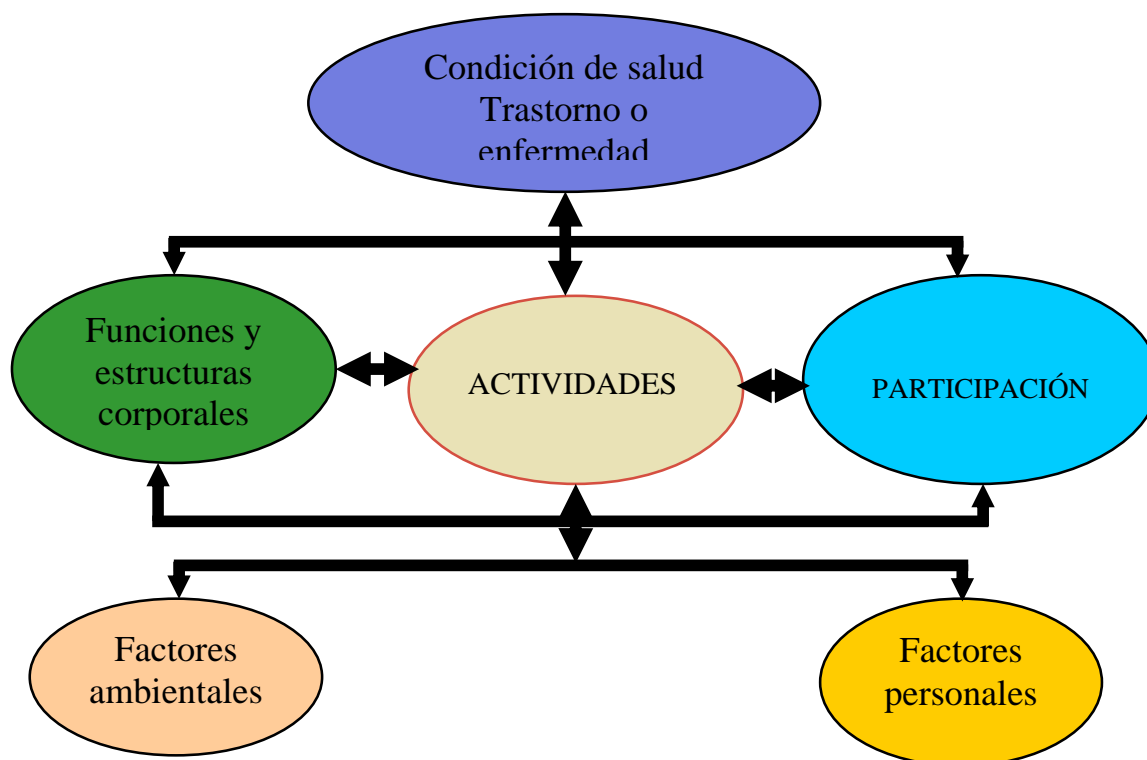 Condición de salud
Trastorno o
enfermedad
Funciones y
estructuras
corporales
ACTIVIDADES
PARTICIPACIÓN
Factores
ambientales
Factores
personales